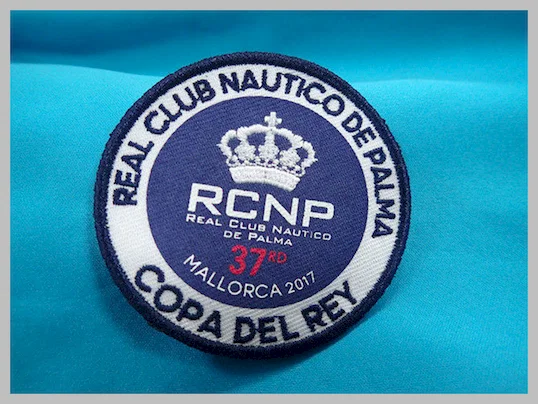 REAL CLUB NAUTICO DE PALMA
RCNP
REAL CLUB NAUTICO
DE PALMA
37RD
MALLORCA 2017
COPA DEL REY